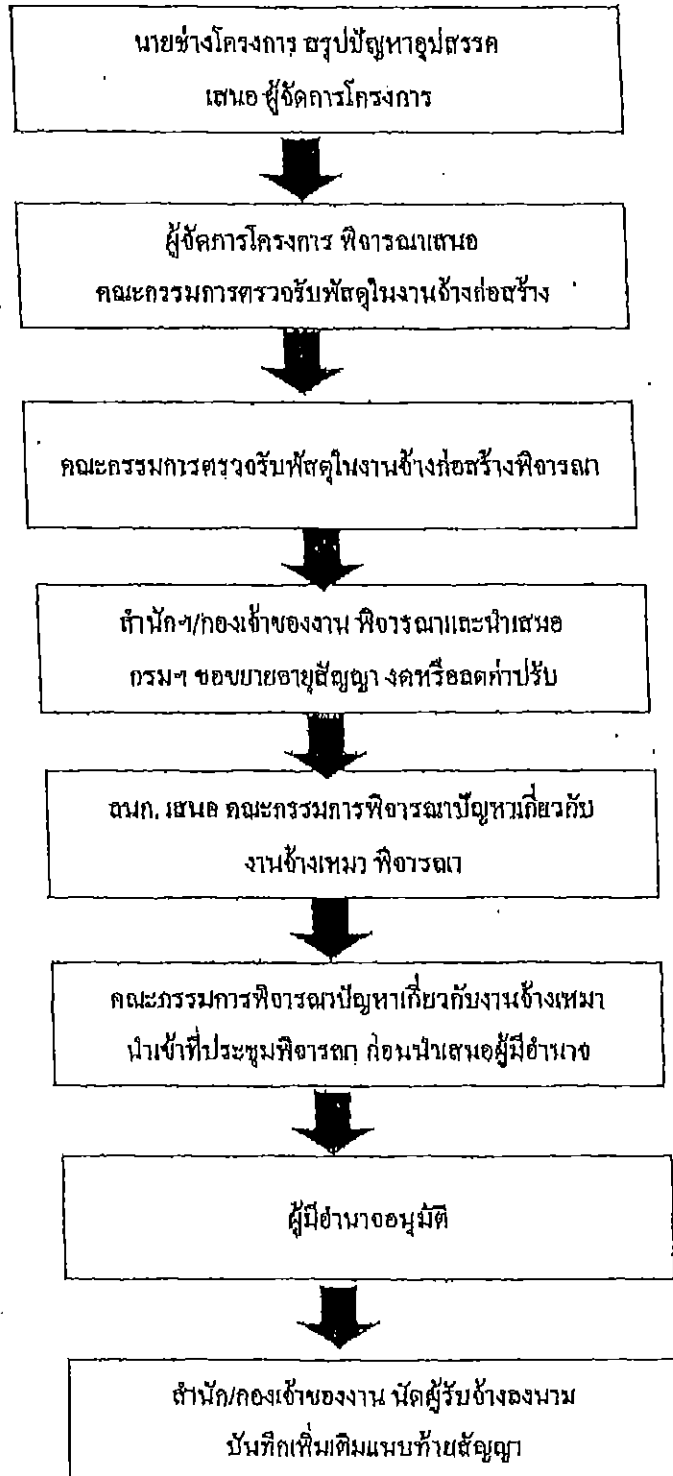 นายช่างโครงการ สรุปปัญหาอุปสรรค
เสนอ ผู้จัดการโครงการ
ผู้จัดการโครงการ พิจารณาเสนอ
คณะกรรมการตรวจรับพัสดุในงานจ้างก่อสร้าง
คณะกรรมการตรวจรับพัสดุในงานจ้างก่อสร้างพิจารณา
สำนักฯ/กองเจ้าของงาน พิจารณาและนำเสนอ
กรมฯ ขอขยายอายุสัญญา งดหรือลดค่าปรับ
สนก. เสนอ คณะกรรมการพิจารณาปัญหาเกี่ยวกับ
งานจ้างเหมา พิจารณา
คณะกรรมการพิจารณาปัญหาเกี่ยวกับงานจ้างเหมา
นำเข้าที่ประชุมพิจารณา ก่อนนำเสนอผู้มีอำนาจ
ผู้มีอำนาจอนุมัติ
สำนัก/กองเจ้าของงาน นัดผู้รับจ้างลงนาม
บันทึกเพิ่มเติมแนบท้ายสัญญา